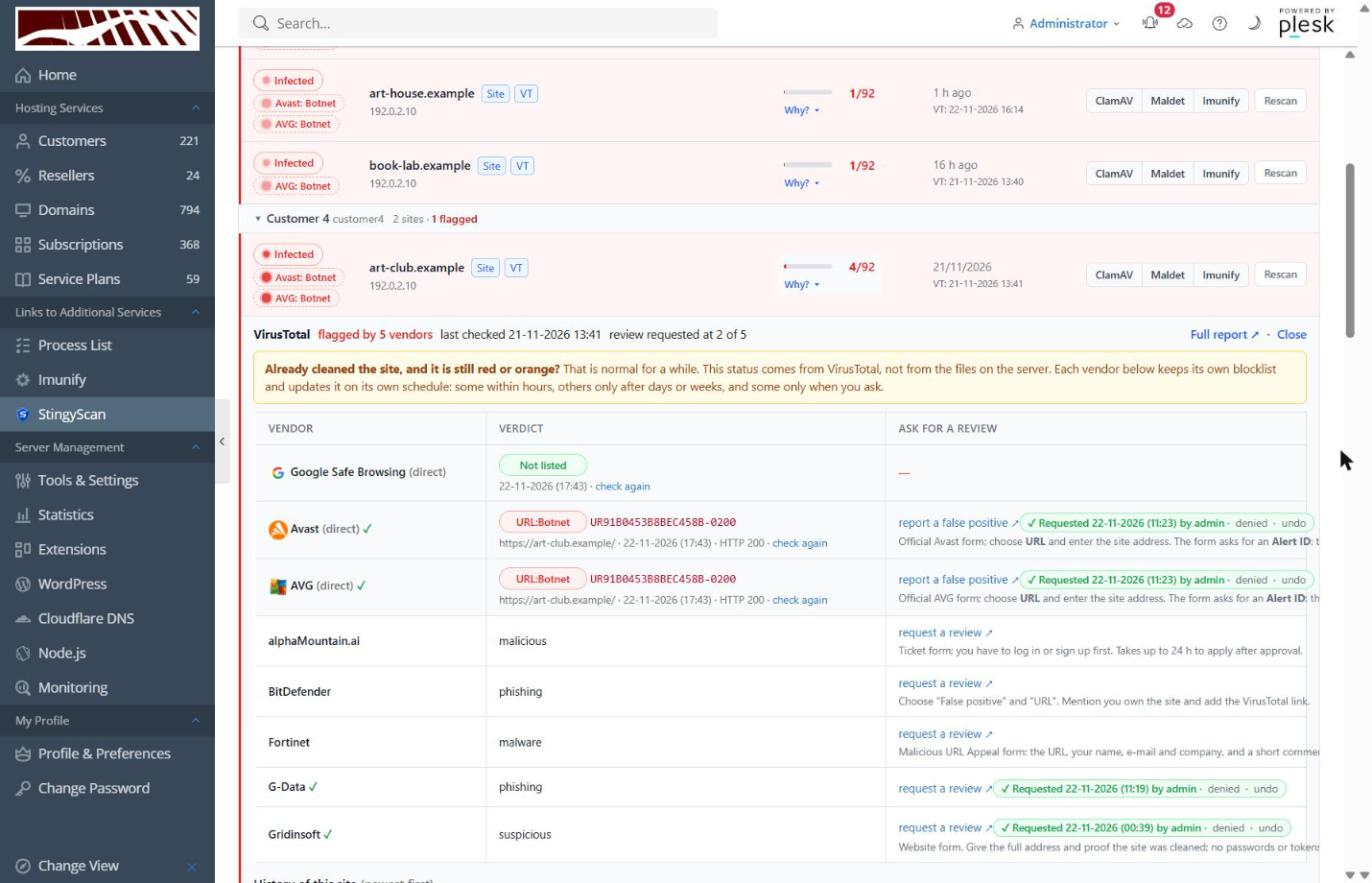 Search...
Administrator
12
POWERED BY
plesk
Home
Hosting Services
Customers 221
Resellers 24
Domains 794
Subscriptions 368
Service Plans 59
Links to Additional Services
Process List
Imunify
StingyScan
Server Management
Tools & Settings
Statistics
Extensions
WordPress
Cloudflare DNS
Node.js
Monitoring
My Profile
Profile & Preferences
Change Password
Change View
Infected
Avast: Botnet
AVG: Botnet
art-house.example Site VT
192.0.2.10
1/92
Why?
1 h ago
VT: 22-11-2026 16:14
ClamAV Maldet Imunify Rescan
Infected
AVG: Botnet
book-lab.example Site VT
192.0.2.10
1/92
Why?
16 h ago
VT: 21-11-2026 13:40
ClamAV Maldet Imunify Rescan
Customer 4 customer4 2 sites · 1 flagged
Infected
Avast: Botnet
AVG: Botnet
art-club.example Site VT
192.0.2.10
4/92
Why?
21/11/2026
VT: 21-11-2026 13:41
ClamAV Maldet Imunify Rescan
VirusTotal flagged by 5 vendors last checked 21-11-2026 13:41 review requested at 2 of 5 Full report ↗ · Close
Already cleaned the site, and it is still red or orange? That is normal for a while. This status comes from VirusTotal, not from the files on the server. Each vendor below keeps its own blocklist
and updates it on its own schedule: some within hours, others only after days or weeks, and some only when you ask.
VENDOR VERDICT ASK FOR A REVIEW
Google Safe Browsing (direct) Not listed —
22-11-2026 (17:43) · check again
Avast (direct) ✓ URL:Botnet UR91B0453B8BEC458B-0200 report a false positive ↗ ✓ Requested 22-11-2026 (11:23) by admin · denied · undo
https://art-club.example/ · 22-11-2026 (17:43) · HTTP 200 · check again Official Avast form; choose URL and enter the site address. The form asks for an Alert ID: t
AVG (direct) ✓ URL:Botnet UR91B0453B8BEC458B-0200 report a false positive ↗ ✓ Requested 22-11-2026 (11:23) by admin · denied · undo
https://art-club.example/ · 22-11-2026 (17:43) · HTTP 200 · check again Official AVG form; choose URL and enter the site address. The form asks for an Alert ID: th
alphaMountain.ai malicious request a review ↗
Ticket form; you have to log in or sign up first. Takes up to 24 h to apply after approval.
BitDefender phishing request a review ↗
Choose "False positive" and "URL". Mention you own the site and add the VirusTotal link.
Fortinet malware request a review ↗
Malicious URL Appeal form: the URL, your name, e-mail and company, and a short commen
G-Data ✓ phishing request a review ↗ ✓ Requested 22-11-2026 (11:19) by admin · denied · undo
Gridinsoft ✓ suspicious request a review ↗ ✓ Requested 22-11-2026 (00:39) by admin · denied · undo
Website form. Give the full address and proof the site was cleaned; no passwords or tokens
History of this site (newest first)